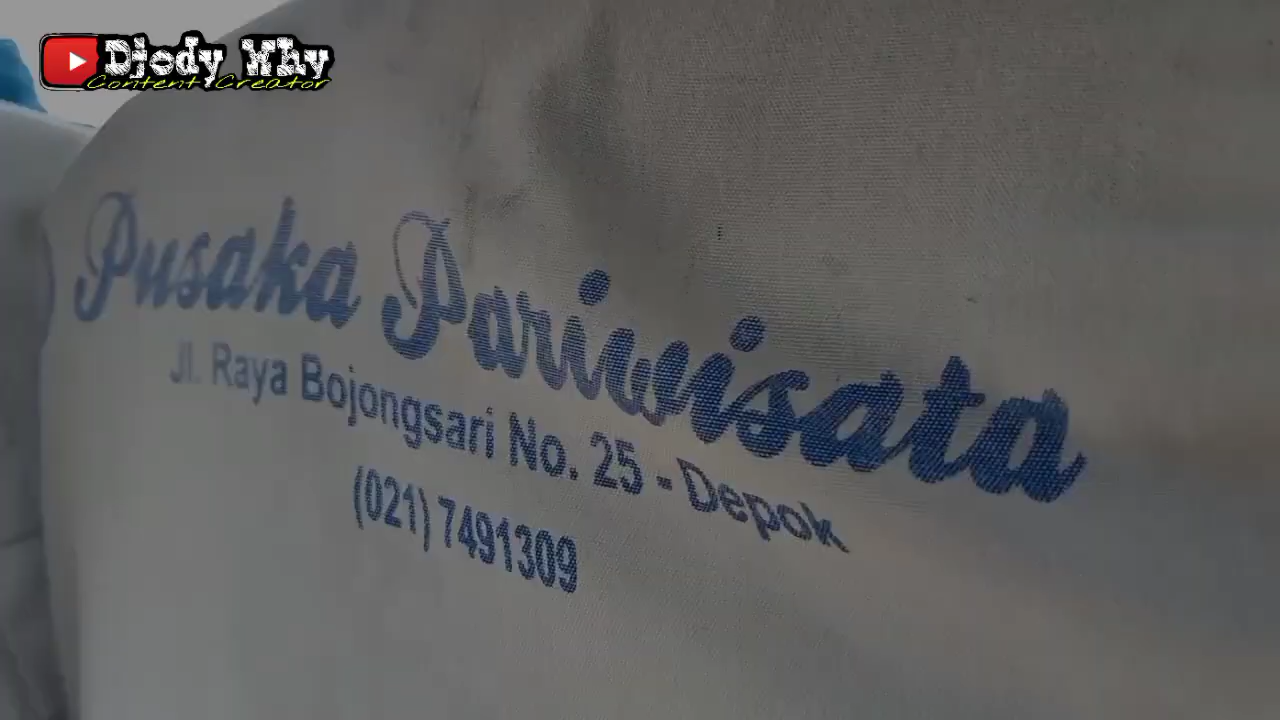 Djody Why
Content Creator
Pusaka Pariwisata
Jl. Raya Bojongsari No. 25 - Depok
(021) 7491309